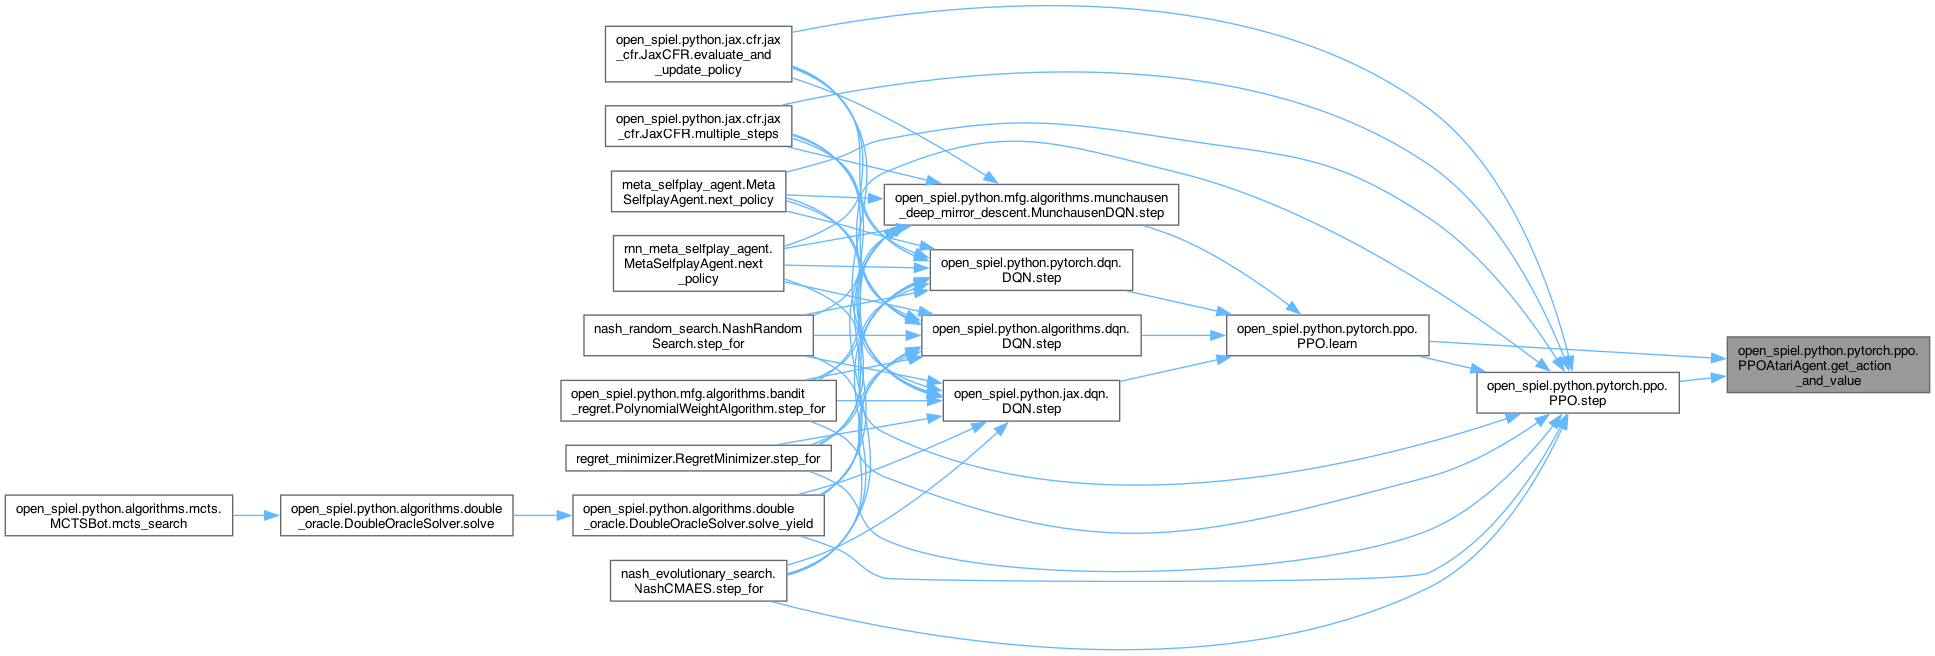 open_spiel.python.jax.cfr.jax
_cfr.JaxCFR.evaluate_and
_update_policy
open_spiel.python.jax.cfr.jax
_cfr.JaxCFR.multiple_steps
meta_selfplay_agent.Meta
SelfplayAgent.next_policy
rnn_meta_selfplay_agent.
MetaSelfplayAgent.next
_policy
nash_random_search.NashRandom
Search.step_for
open_spiel.python.mfg.algorithms.bandit
_regret.PolynomialWeightAlgorithm.step_for
regret_minimizer.RegretMinimizer.step_for
open_spiel.python.algorithms.mcts.
MCTSBot.mcts_search
open_spiel.python.algorithms.double
_oracle.DoubleOracleSolver.solve
open_spiel.python.algorithms.double
_oracle.DoubleOracleSolver.solve_yield
nash_evolutionary_search.
NashCMAES.step_for
open_spiel.python.mfg.algorithms.munchausen
_deep_mirror_descent.MunchausenDQN.step
open_spiel.python.pytorch.dqn.
DQN.step
open_spiel.python.algorithms.dqn.
DQN.step
open_spiel.python.jax.dqn.
DQN.step
open_spiel.python.pytorch.ppo.
PPO.learn
open_spiel.python.pytorch.ppo.
PPO.step
open_spiel.python.pytorch.ppo.
PPOAtariAgent.get_action
_and_value